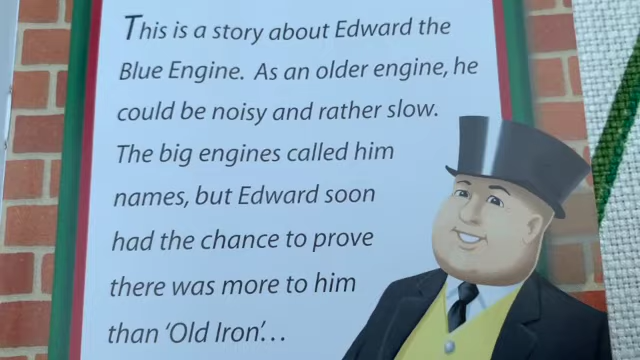 This is a story about Edward the
Blue Engine. As an older engine, he
could be noisy and rather slow.
The big engines called him
names, but Edward soon
had the chance to prove
there was more to him
than ‘Old Iron’...